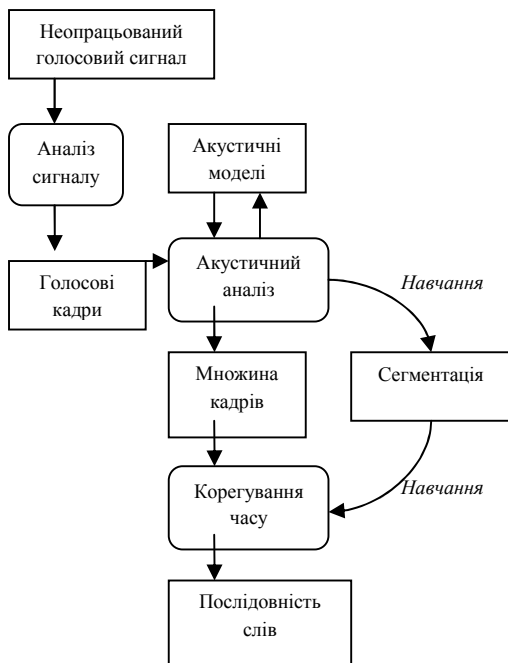 Неопрацьований
голосовий сигнал
Аналіз
сигналу
Акустичні
моделі
Голосові
кадри
Акустичний
аналіз
Навчання
Множина
кадрів
Сегментація
Корегування
часу
Навчання
Послідовність
слів